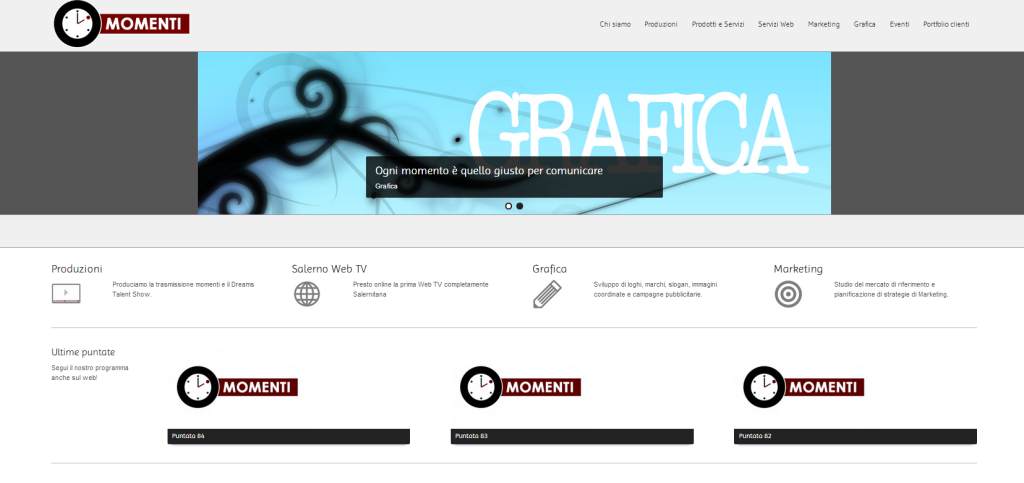 MOMENTI
Chi siamo Produzioni Prodotti e Servizi Servizi Web Marketing Grafica Eventi Portfolio clienti
GRAFICA
Ogni momento è quello giusto per comunicare
Grafica
Produzioni
Produciamo la trasmissione momenti e il Dreams
Talent Show.
Salerno Web TV
Presto online la prima Web TV completamente
Salernitana
Grafica
Sviluppo di loghi, marchi, slogan, immagini
coordinate e campagne pubblicitarie.
Marketing
Studio del mercato di riferimento e
pianificazione di strategie di Marketing.
Ultime puntate
Segui il nostro programma
anche sul web!
MOMENTI
Puntata 84
MOMENTI
Puntata 83
MOMENTI
Puntata 82